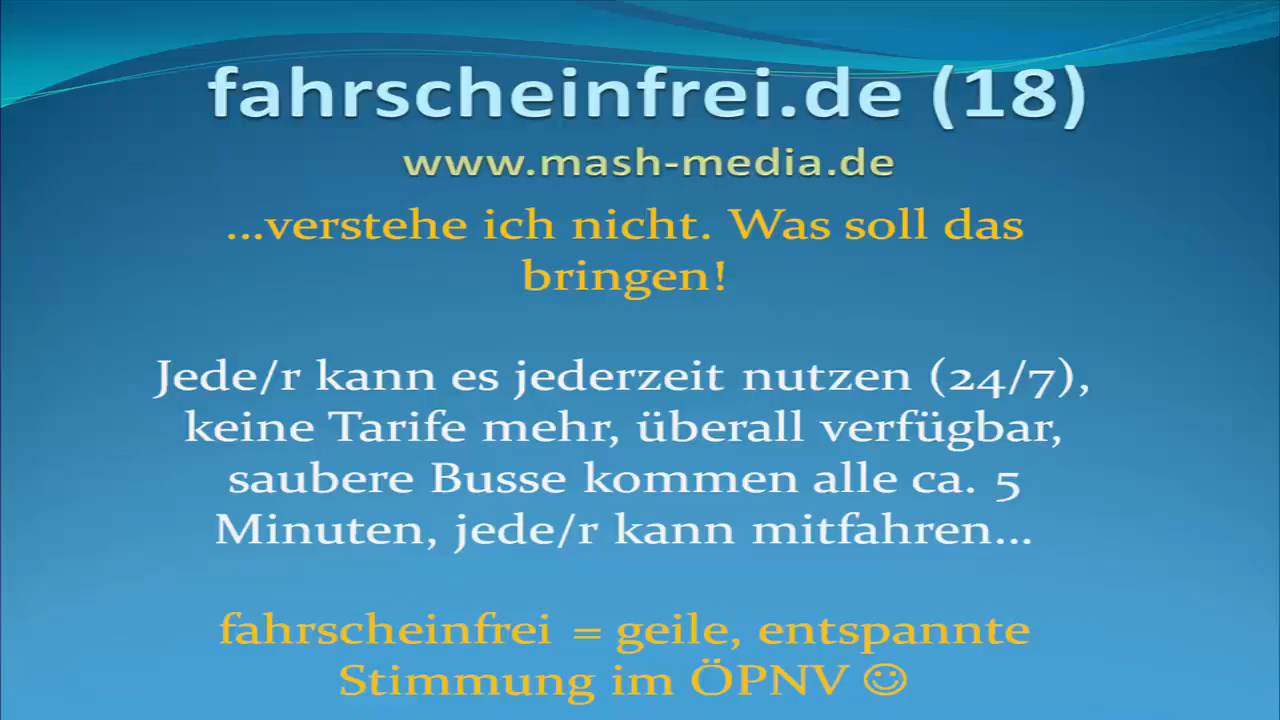 fahrscheinfrei.de (18)
www.mash-media.de
...verstehe ich nicht. Was soll das
bringen!
Jede/r kann es jederzeit nutzen (24/7),
keine Tarife mehr, überall verfügbar,
saubere Busse kommen alle ca. 5
Minuten, jede/r kann mitfahren...
fahrscheinfrei = geile, entspannte
Stimmung im ÖPNV ☺